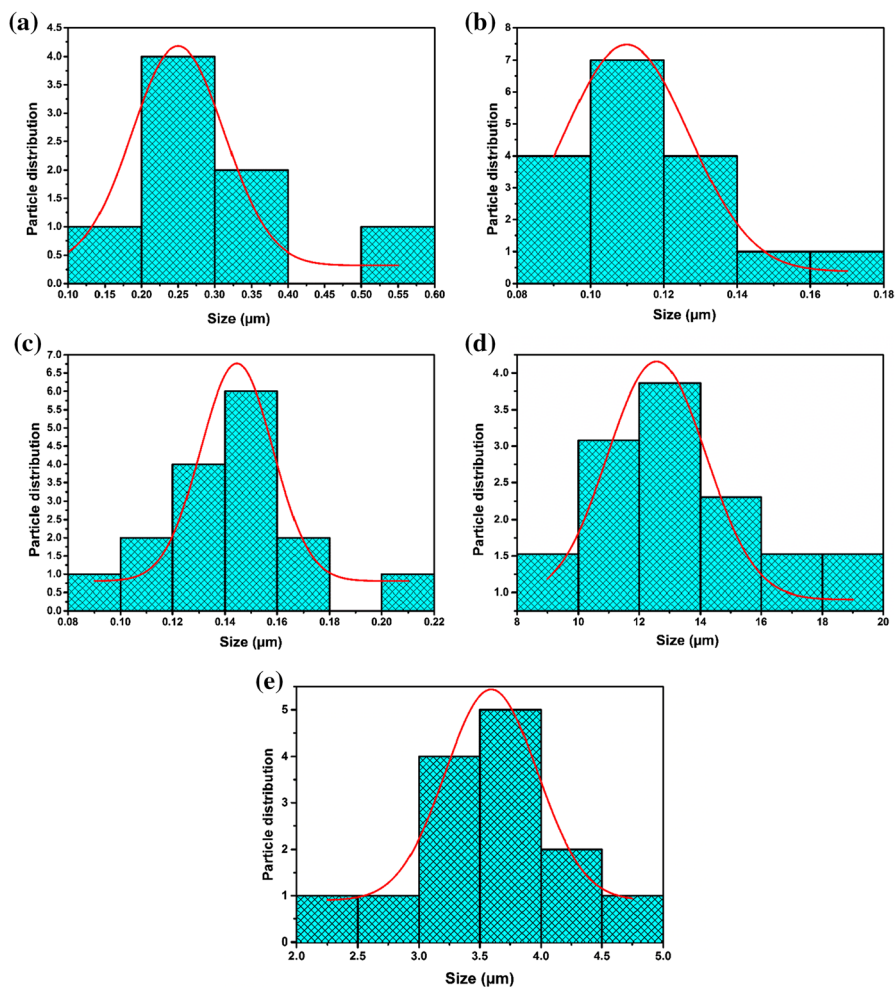 (a)
Particle distribution
4.5
4.0
3.5
3.0
2.5
2.0
1.5
1.0
0.5
0.0
0.10 0.15 0.20 0.25 0.30 0.35 0.40 0.45 0.50 0.55 0.60
Size (µm)
(b)
Particle distribution
8
7
6
5
4
3
2
1
0
0.08 0.10 0.12 0.14 0.16 0.18
Size (µm)
(c)
Particle distribution
7.0
6.5
6.0
5.5
5.0
4.5
4.0
3.5
3.0
2.5
2.0
1.5
1.0
0.5
0.0
0.08 0.10 0.12 0.14 0.16 0.18 0.20 0.22
Size (µm)
(d)
Particle distribution
4.0
3.5
3.0
2.5
2.0
1.5
1.0
8 10 12 14 16 18 20
Size (µm)
(e)
Particle distribution
5
4
3
2
1
0
2.0 2.5 3.0 3.5 4.0 4.5 5.0
Size (µm)